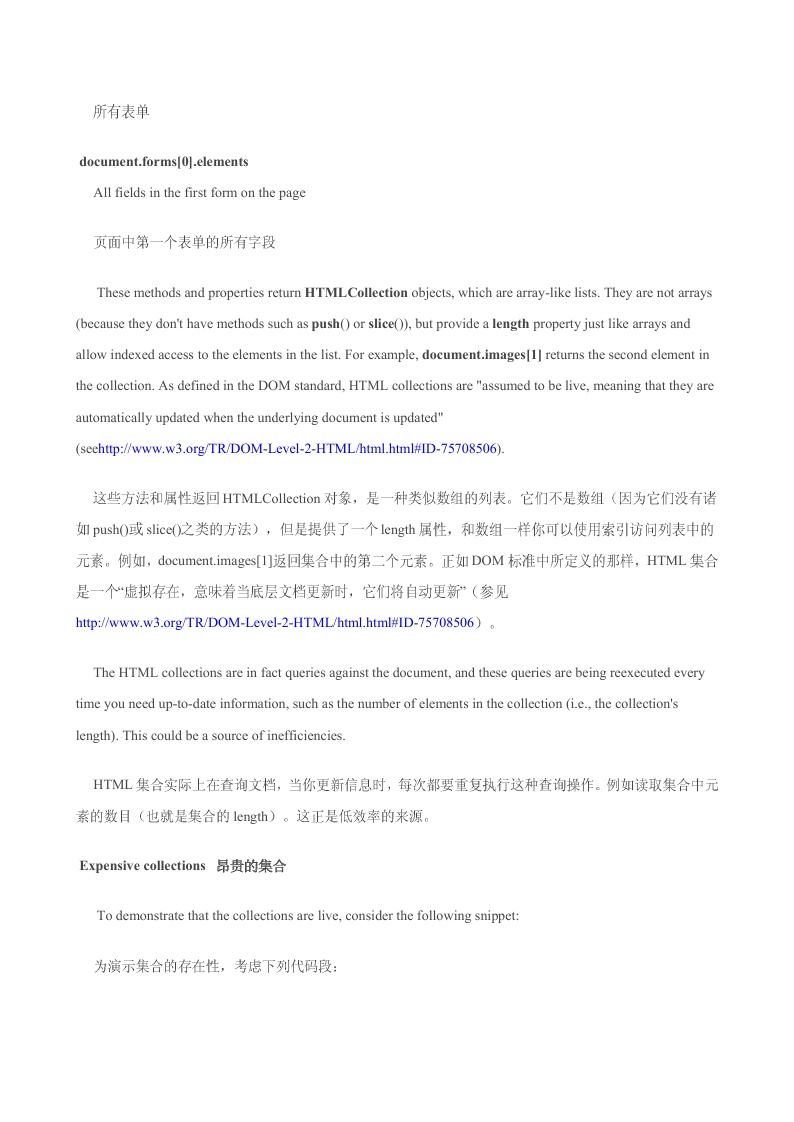 所有表单
document.forms[0].elements
All fields in the first form on the page
页面中第一个表单的所有字段
These methods and properties return HTMLCollection objects, which are array-like lists. They are not arrays
(because they don't have methods such as push() or slice()), but provide a length property just like arrays and
allow indexed access to the elements in the list. For example, document.images[1] returns the second element in
the collection. As defined in the DOM standard, HTML collections are "assumed to be live, meaning that they are
automatically updated when the underlying document is updated"
(seehttp://www.w3.org/TR/DOM-Level-2-HTML/html.html#ID-75708506).
这些方法和属性返回 HTMLCollection 对象，是一种类似数组的列表。它们不是数组（因为它们没有诸
如 push()或 slice()之类的方法），但是提供了一个 length 属性，和数组一样你可以使用索引访问列表中的
元素。例如，document.images[1]返回集合中的第二个元素。正如 DOM 标准中所定义的那样，HTML 集合
是一个“虚拟存在，意味着当底层文档更新时，它们将自动更新”（参见
http://www.w3.org/TR/DOM-Level-2-HTML/html.html#ID-75708506）。
The HTML collections are in fact queries against the document, and these queries are being reexecuted every
time you need up-to-date information, such as the number of elements in the collection (i.e., the collection's
length). This could be a source of inefficiencies.
HTML 集合实际上在查询文档，当你更新信息时，每次都要重复执行这种查询操作。例如读取集合中元
素的数目（也就是集合的 length）。这正是低效率的来源。
Expensive collections 昂贵的集合
To demonstrate that the collections are live, consider the following snippet:
为演示集合的存在性，考虑下列代码段：